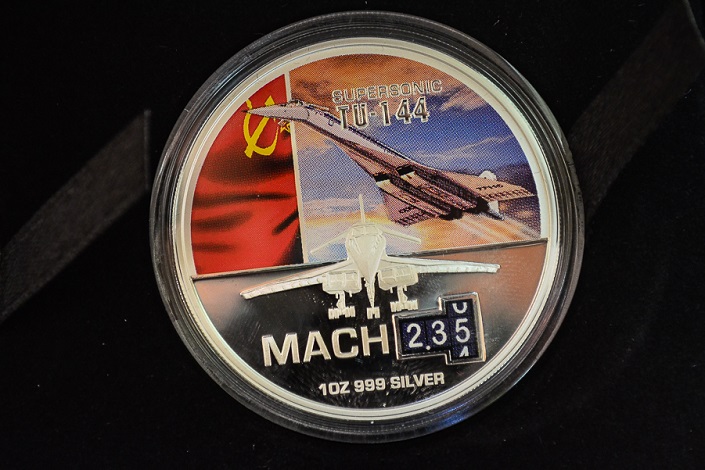 SUPERSONIC
TU-144
MACH 2.35
1OZ 999 SILVER